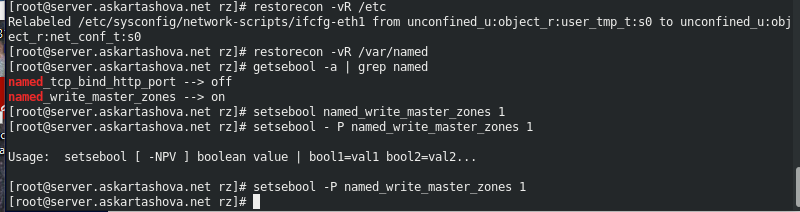 [root@server.askartashova.net rz]# restorecon -vR /etc
Relabeled /etc/sysconfig/network-scripts/ifcfg-eth1 from unconfined_u:object_r:user_tmp_t:s0 to unconfined_u:obj
ect_r:net_conf_t:s0
[root@server.askartashova.net rz]# restorecon -vR /var/named
[root@server.askartashova.net rz]# getsebool -a | grep named
named_tcp_bind_http_port --> off
named_write_master_zones --> on
[root@server.askartashova.net rz]# setsebool named_write_master_zones 1
[root@server.askartashova.net rz]# setsebool - P named_write_master_zones 1
Usage:  setsebool [ -NPV ] boolean value | bool1=val1 bool2=val2...
[root@server.askartashova.net rz]# setsebool -P named_write_master_zones 1
[root@server.askartashova.net rz]#